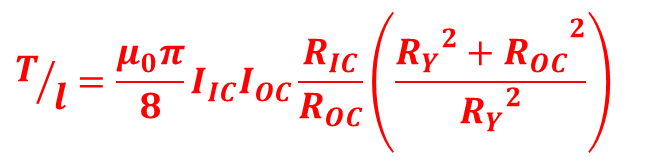 T/l = μ₀π/8 I_IC I_OC R_IC/R_OC ((R_Y² + R_OC²)/R_Y²)